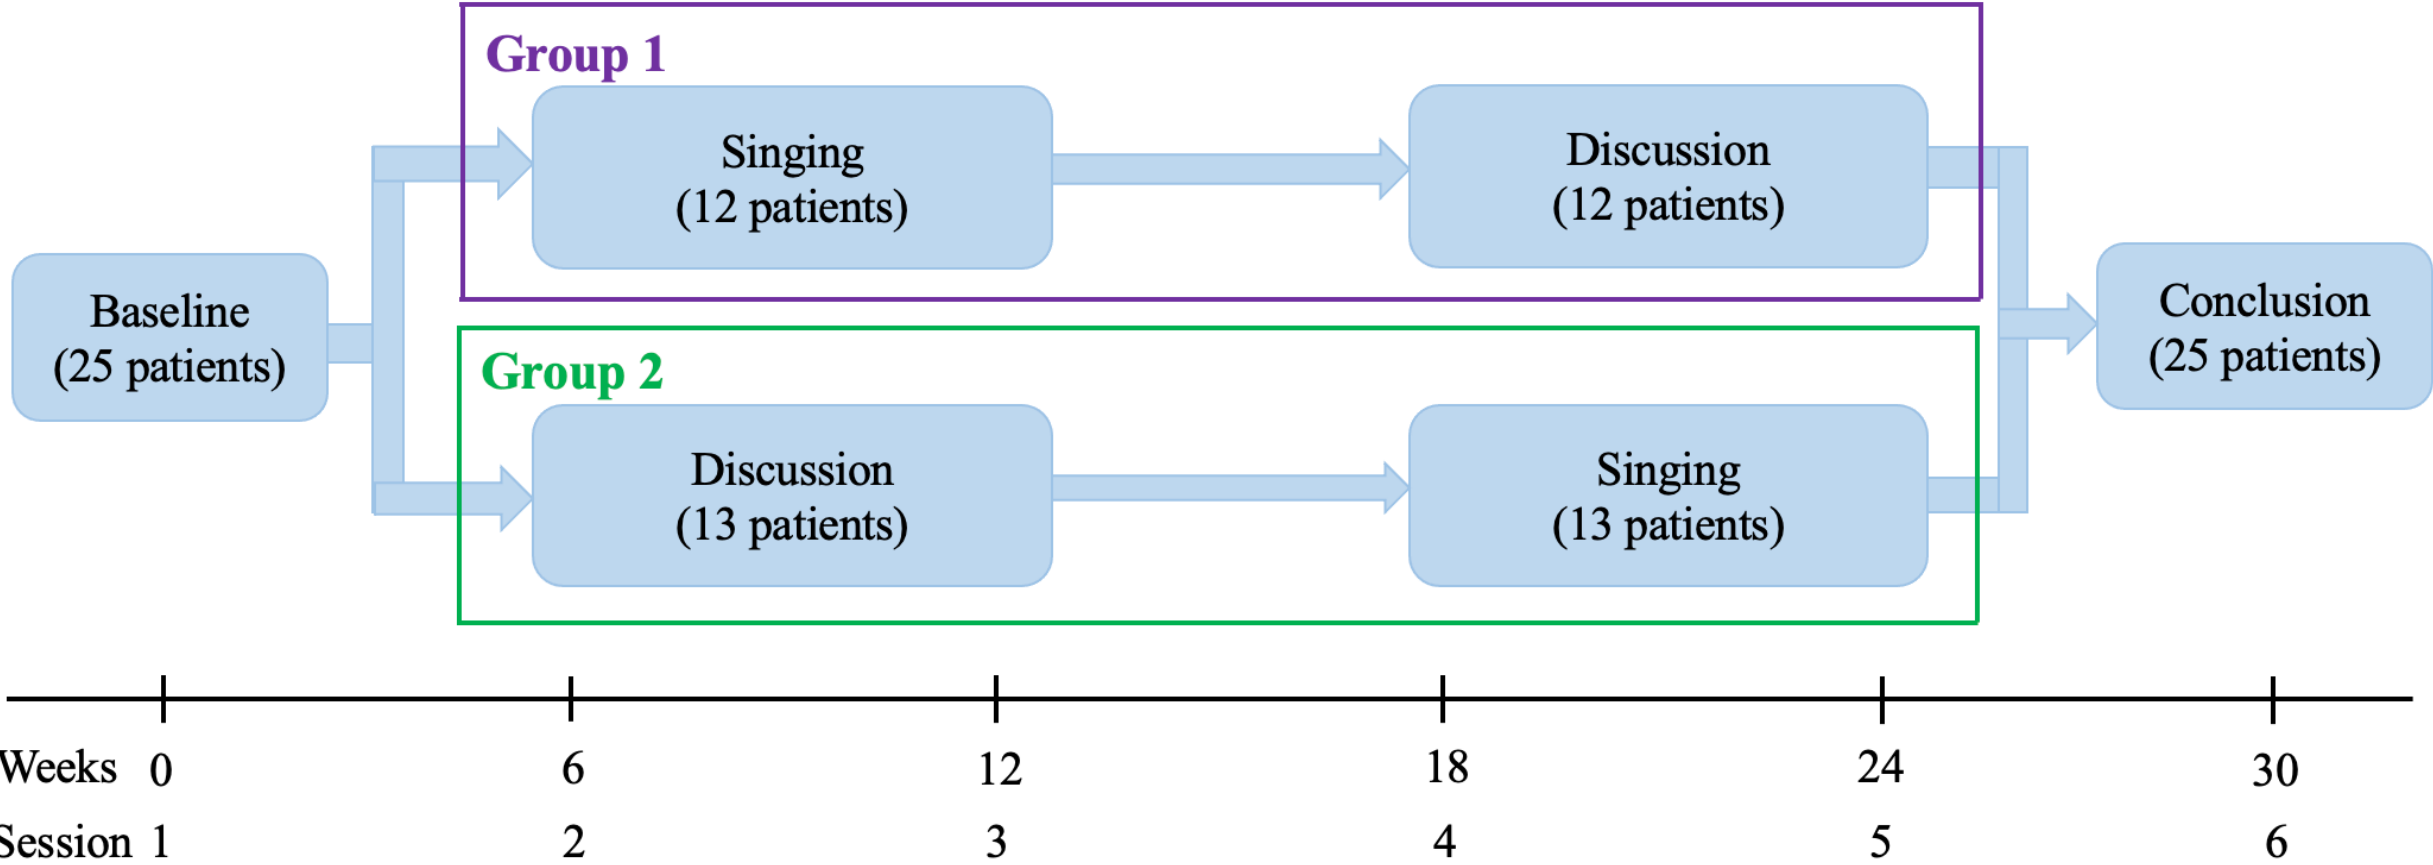 Group 1
Singing
(12 patients)
Discussion
(12 patients)
Baseline
(25 patients)
Conclusion
(25 patients)
Group 2
Discussion
(13 patients)
Singing
(13 patients)
Weeks 0 6 12 18 24 30
Session 1 2 3 4 5 6